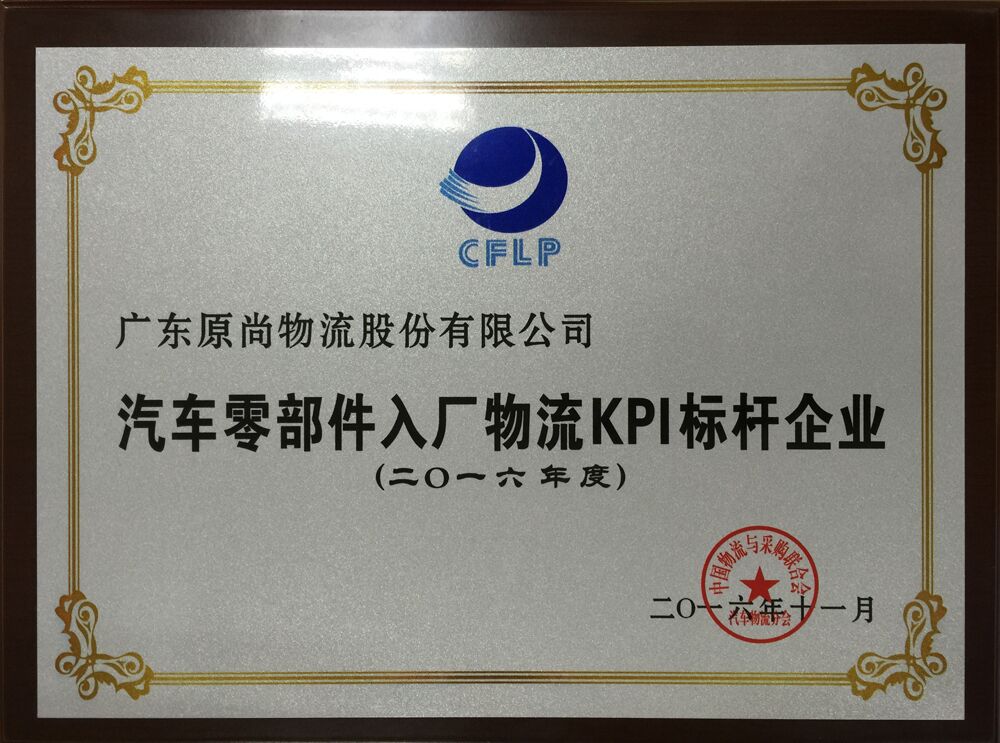 CFLP
广东原尚物流股份有限公司
汽车零部件入厂物流KPI标杆企业
(二〇一六年度)
中国物流与采购联合会
汽车物流分会
二〇一六年十一月